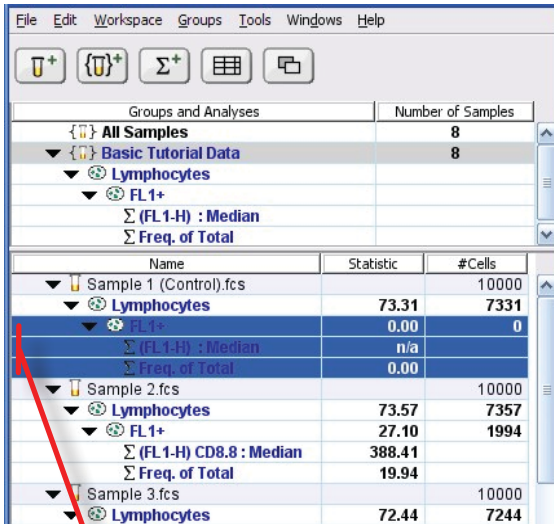 File Edit Workspace Groups Tools Windows Help
+ { }+ Σ+
Groups and Analyses Number of Samples
{ } All Samples 8
{ } Basic Tutorial Data 8
Lymphocytes
FL1+
Σ (FL1-H) : Median
Σ Freq. of Total
Name Statistic #Cells
Sample 1 (Control).fcs 10000
Lymphocytes 73.31 7331
FL1+ 0.00 0
Σ (FL1-H) : Median n/a
Σ Freq. of Total 0.00
Sample 2.fcs 10000
Lymphocytes 73.57 7357
FL1+ 27.10 1994
Σ (FL1-H) CD8.8 : Median 388.41
Σ Freq. of Total 19.94
Sample 3.fcs 10000
Lymphocytes 72.44 7244